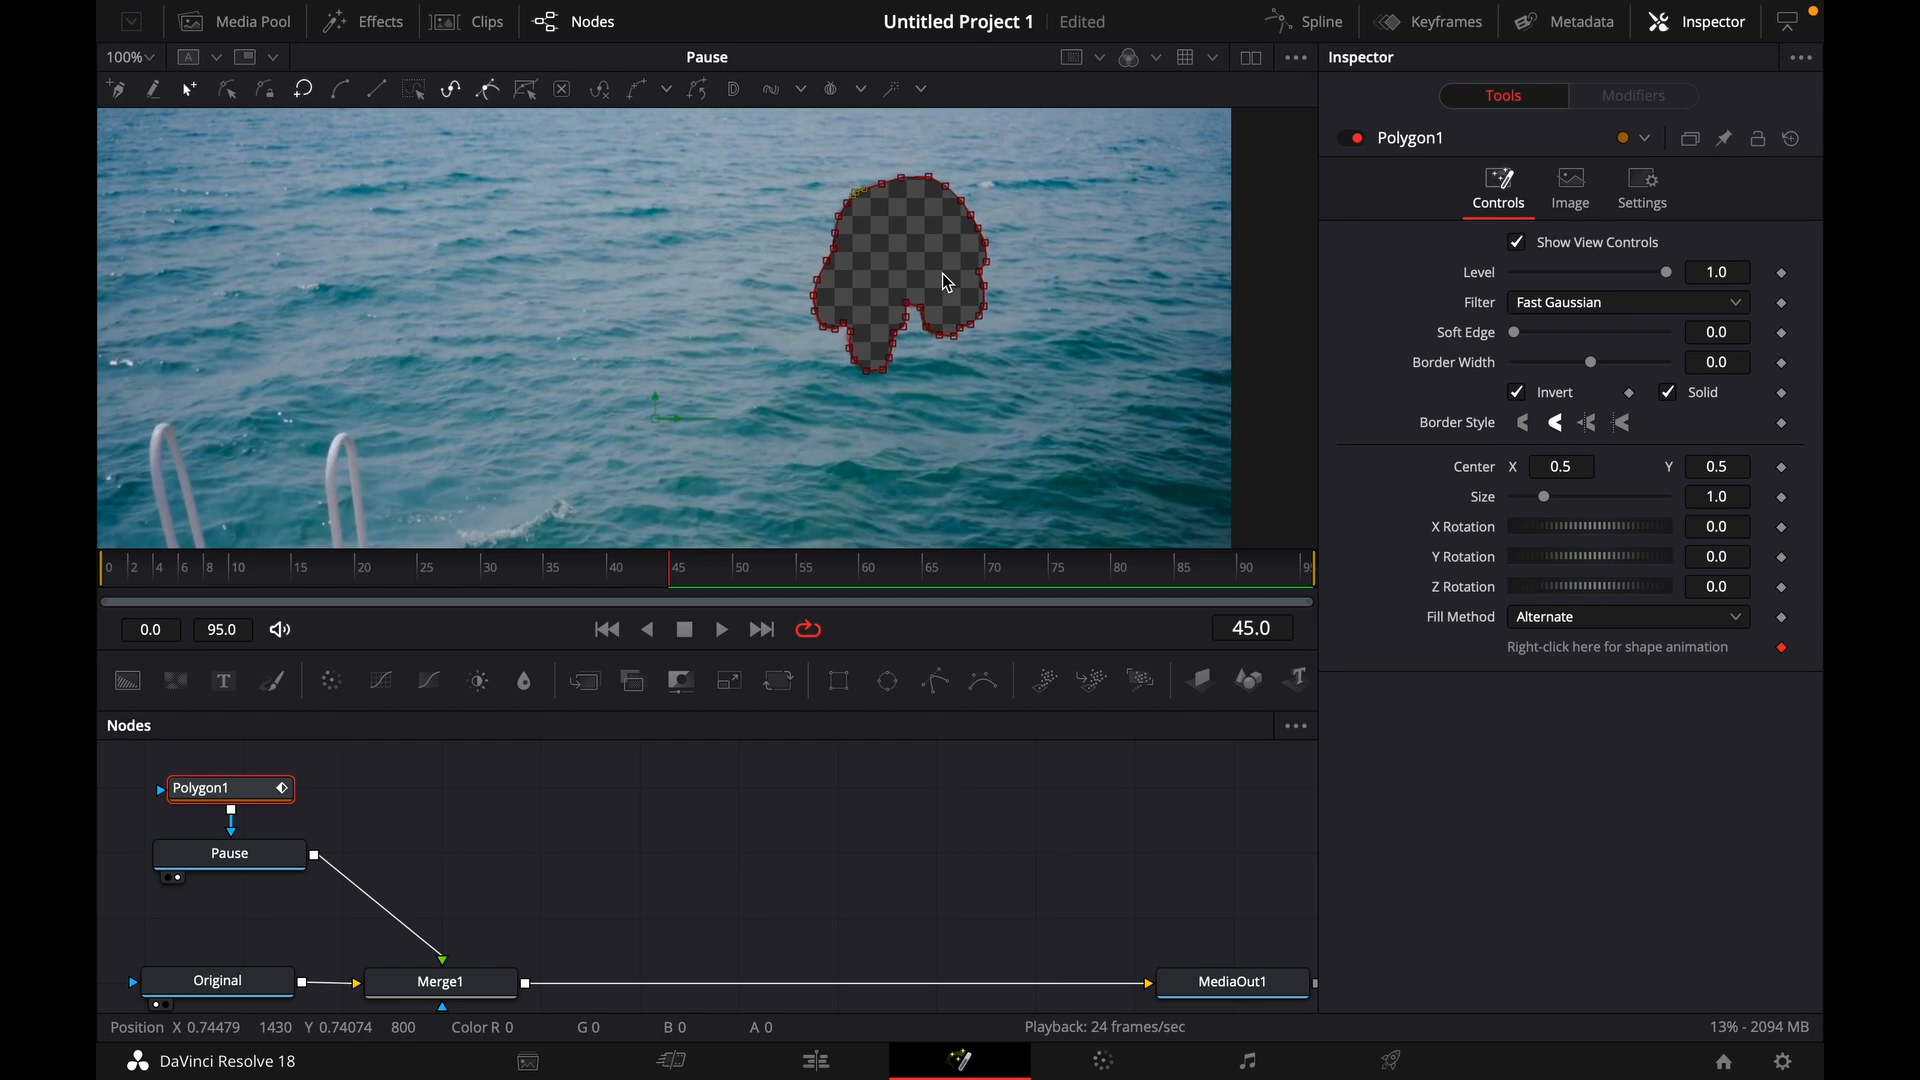 Media Pool Effects Clips Nodes Untitled Project 1 Edited Spline Keyframes Metadata Inspector
100% A Pause Inspector
Tools Modifiers
Polygon1
Controls Image Settings
Show View Controls
Level 1.0
Filter Fast Gaussian
Soft Edge 0.0
Border Width 0.0
Invert Solid
Border Style
Center X 0.5 Y 0.5
Size 1.0
X Rotation 0.0
Y Rotation 0.0
Z Rotation 0.0
Fill Method Alternate
Right-click here for shape animation
0 2 4 6 8 10 15 20 25 30 35 40 45 50 55 60 65 70 75 80 85 90
0.0 95.0 45.0
T T
Nodes
Polygon1
Pause
Original Merge1 MediaOut1
Position X 0.74479 1430 Y 0.74074 800 Color R 0 G 0 B 0 A 0 Playback: 24 frames/sec 13% - 2094 MB
DaVinci Resolve 18